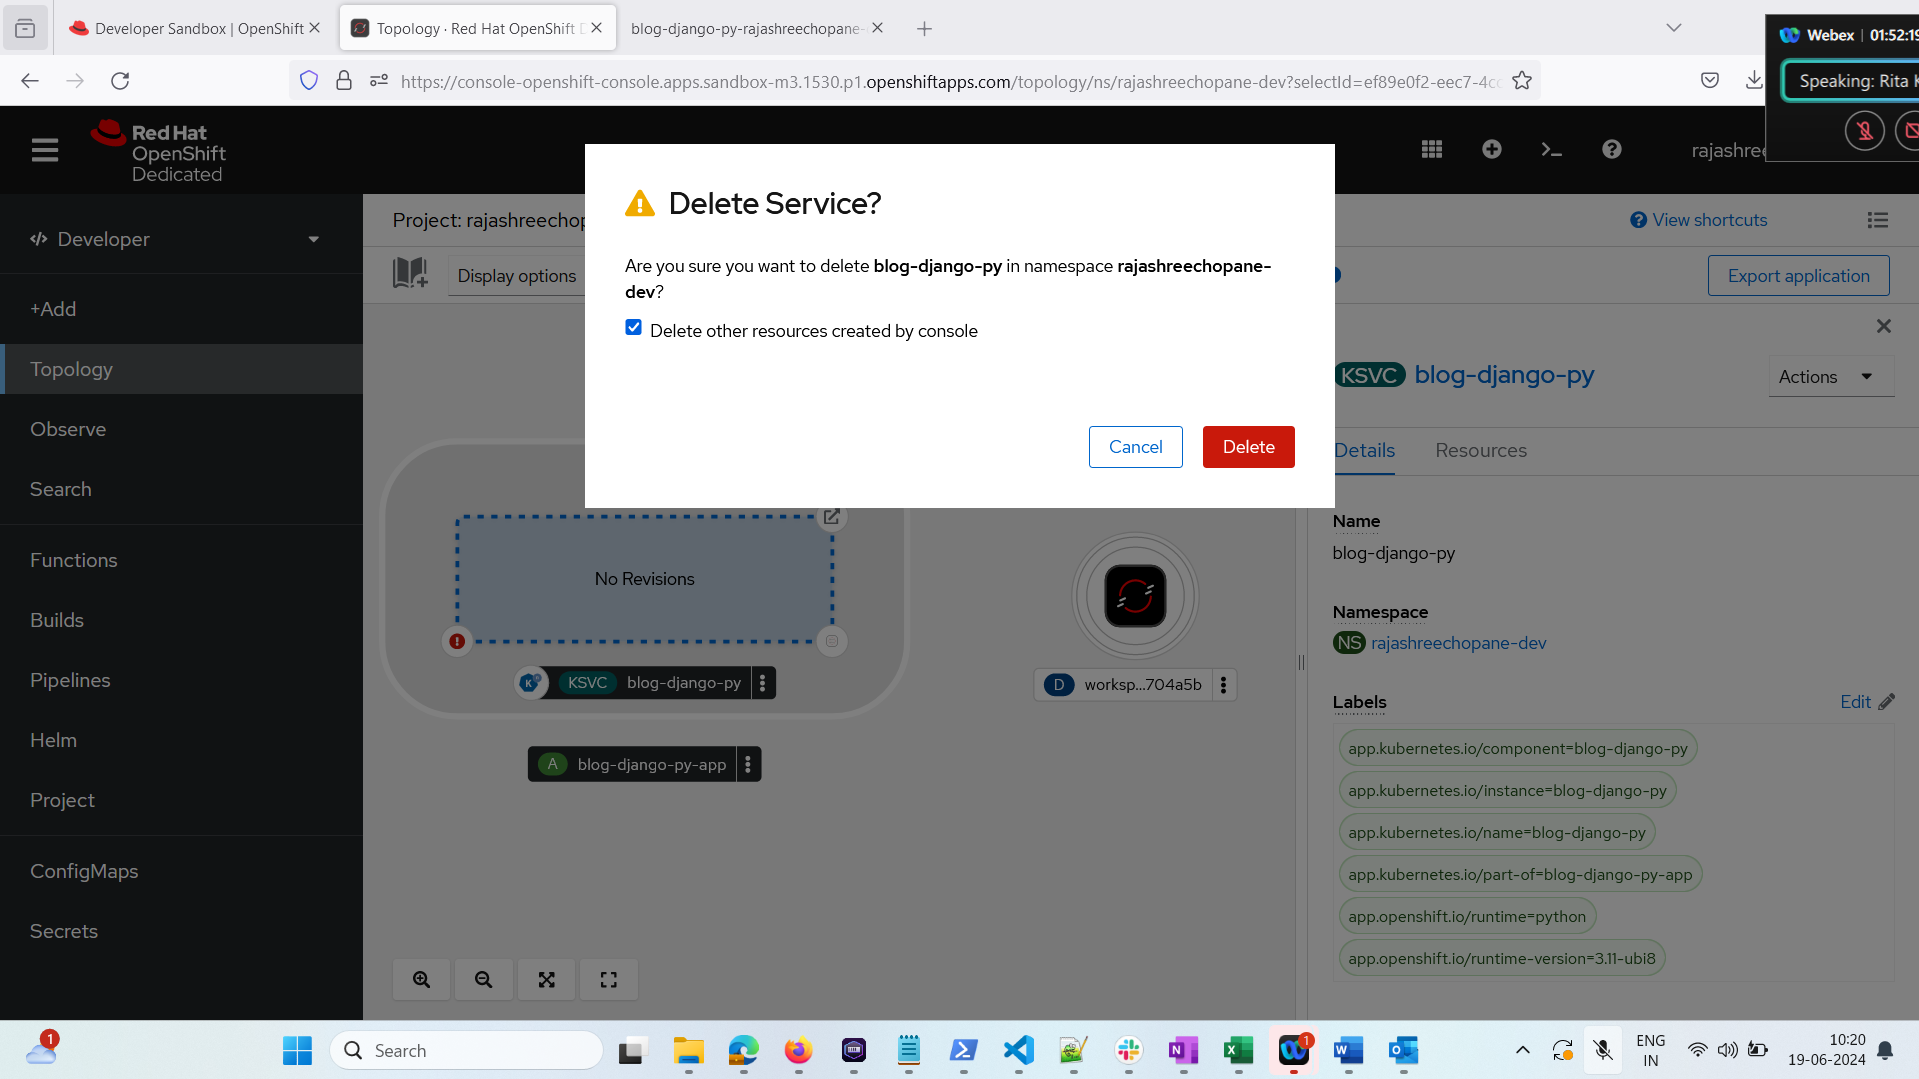 Developer Sandbox | OpenShift
Topology · Red Hat OpenShift D
blog-django-py-rajashreechopane-
Webex | 01:52:19
https://console-openshift-console.apps.sandbox-m3.1530.p1.openshiftapps.com/topology/ns/rajashreechopane-dev?selectId=ef89e0f2-eec7-4cc
Speaking: Rita K
Red Hat
OpenShift
Dedicated
rajashree
Developer
+Add
Topology
Observe
Search
Functions
Builds
Pipelines
Helm
Project
ConfigMaps
Secrets
Project: rajashreechop
View shortcuts
Display options
Export application
Delete Service?
Are you sure you want to delete blog-django-py in namespace rajashreechopane-
dev?
Delete other resources created by console
Cancel
Delete
No Revisions
KSVC blog-django-py
A blog-django-py-app
D worksp...704a5b
KSVC blog-django-py
Actions
Details
Resources
Name
blog-django-py
Namespace
NS rajashreechopane-dev
Labels
Edit
app.kubernetes.io/component=blog-django-py
app.kubernetes.io/instance=blog-django-py
app.kubernetes.io/name=blog-django-py
app.kubernetes.io/part-of=blog-django-py-app
app.openshift.io/runtime=python
app.openshift.io/runtime-version=3.11-ubi8
1
Search
1
ENG
IN
10:20
19-06-2024